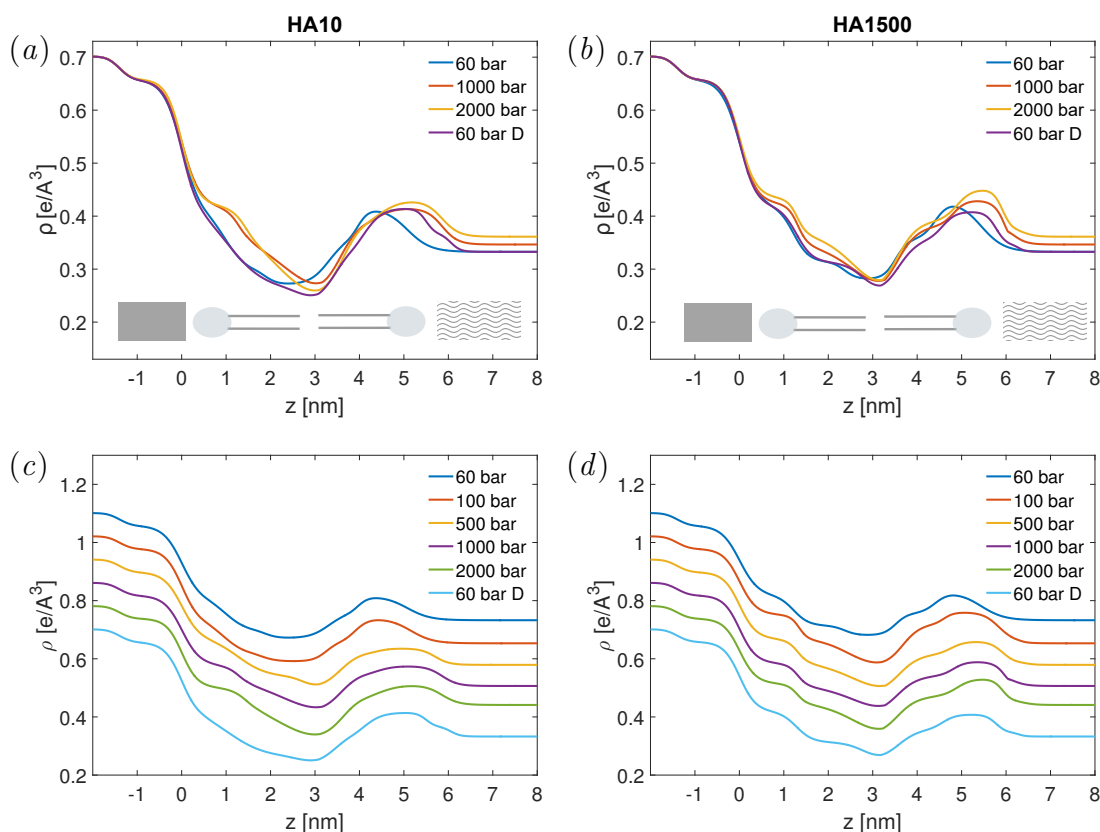 HA10
(a)
0.7
0.6
0.5
0.4
0.3
0.2
ρ [e/A³]
60 bar
1000 bar
2000 bar
60 bar D
-1 0 1 2 3 4 5 6 7 8
z [nm]
HA1500
(b)
0.7
0.6
0.5
0.4
0.3
0.2
ρ [e/A³]
60 bar
1000 bar
2000 bar
60 bar D
-1 0 1 2 3 4 5 6 7 8
z [nm]
(c)
1.2
1
0.8
0.6
0.4
0.2
ρ [e/A³]
60 bar
100 bar
500 bar
1000 bar
2000 bar
60 bar D
-1 0 1 2 3 4 5 6 7 8
z [nm]
(d)
1.2
1
0.8
0.6
0.4
0.2
ρ [e/A³]
60 bar
100 bar
500 bar
1000 bar
2000 bar
60 bar D
-1 0 1 2 3 4 5 6 7 8
z [nm]